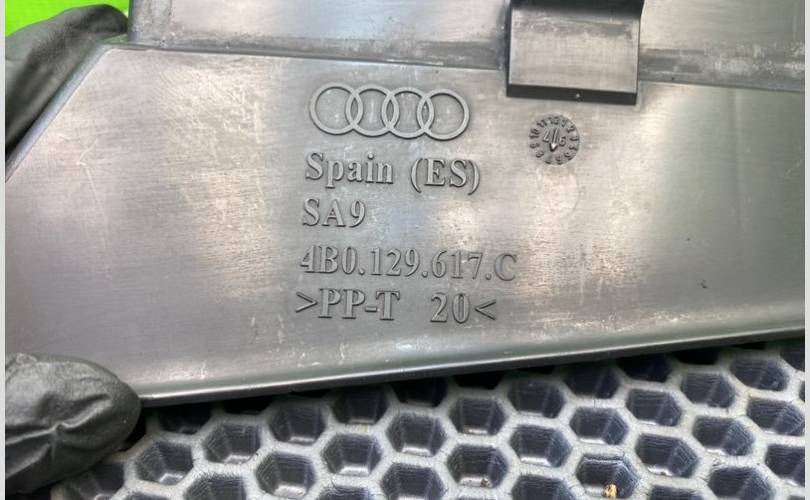 Spain (ES)
SA9
4B0.129.617.C
>PP-T 20<